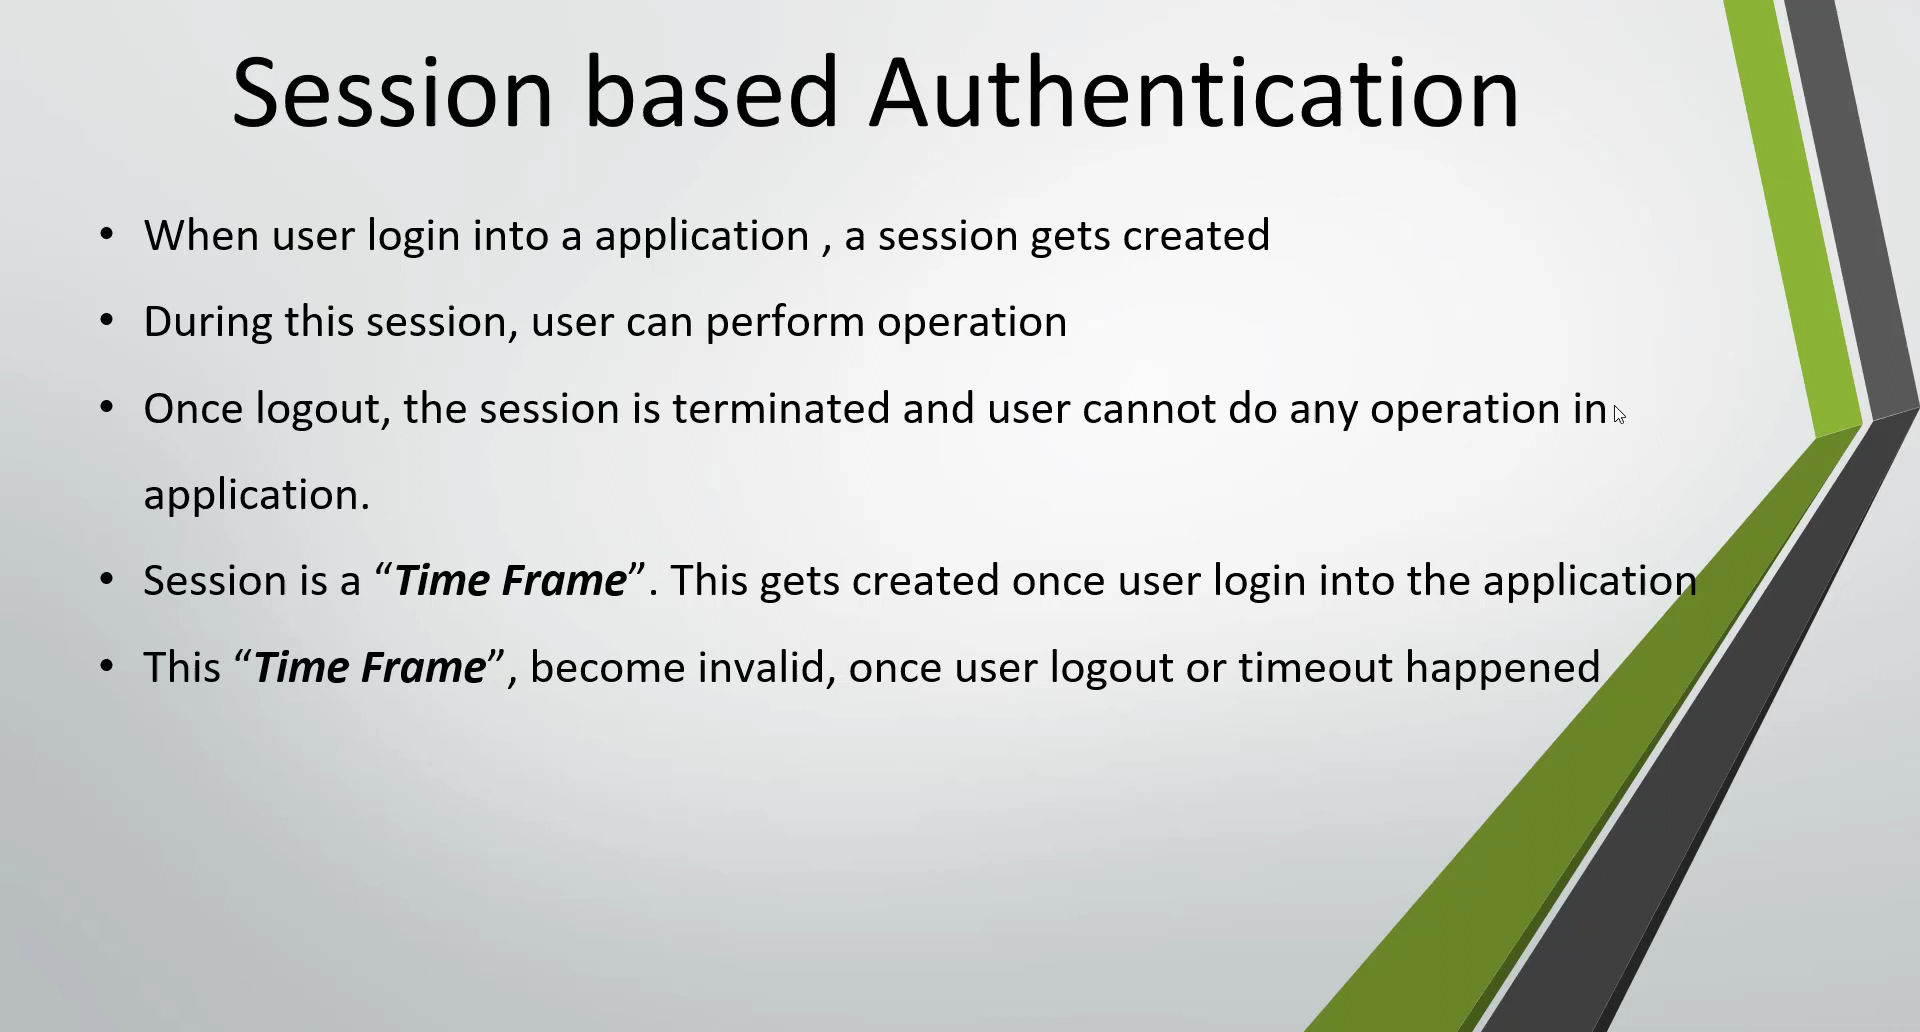 Session based Authentication
• When user login into a application , a session gets created
• During this session, user can perform operation
• Once logout, the session is terminated and user cannot do any operation in
application.
• Session is a “Time Frame”. This gets created once user login into the application
• This “Time Frame”, become invalid, once user logout or timeout happened